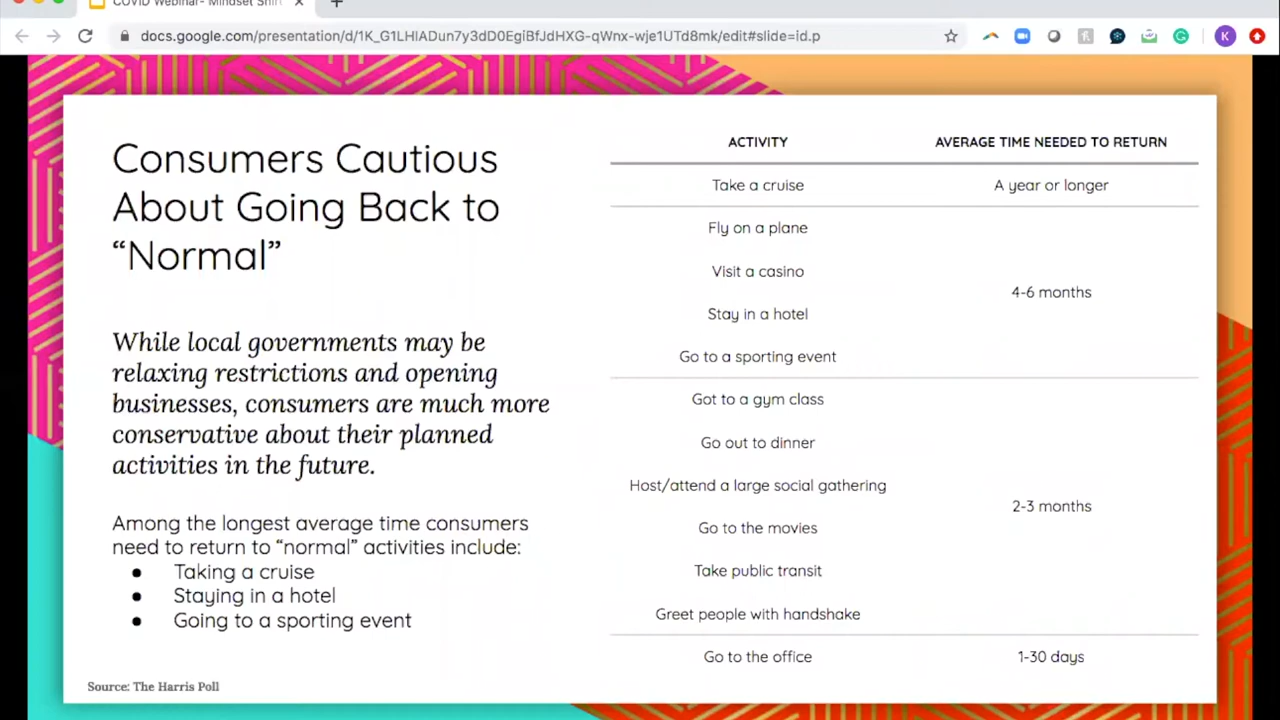 COVID Webinar- Mindset Shift
docs.google.com/presentation/d/1K_G1LHlADun7y3dD0EgiBfJdHXG-qWnx-wje1UTd8mk/edit#slide=id.p
K
Consumers Cautious
About Going Back to
“Normal”
While local governments may be
relaxing restrictions and opening
businesses, consumers are much more
conservative about their planned
activities in the future.
Among the longest average time consumers
need to return to “normal” activities include:
● Taking a cruise
● Staying in a hotel
● Going to a sporting event
Source: The Harris Poll
ACTIVITY AVERAGE TIME NEEDED TO RETURN
Take a cruise A year or longer
Fly on a plane
Visit a casino
4-6 months
Stay in a hotel
Go to a sporting event
Got to a gym class
Go out to dinner
Host/attend a large social gathering
2-3 months
Go to the movies
Take public transit
Greet people with handshake
Go to the office 1-30 days